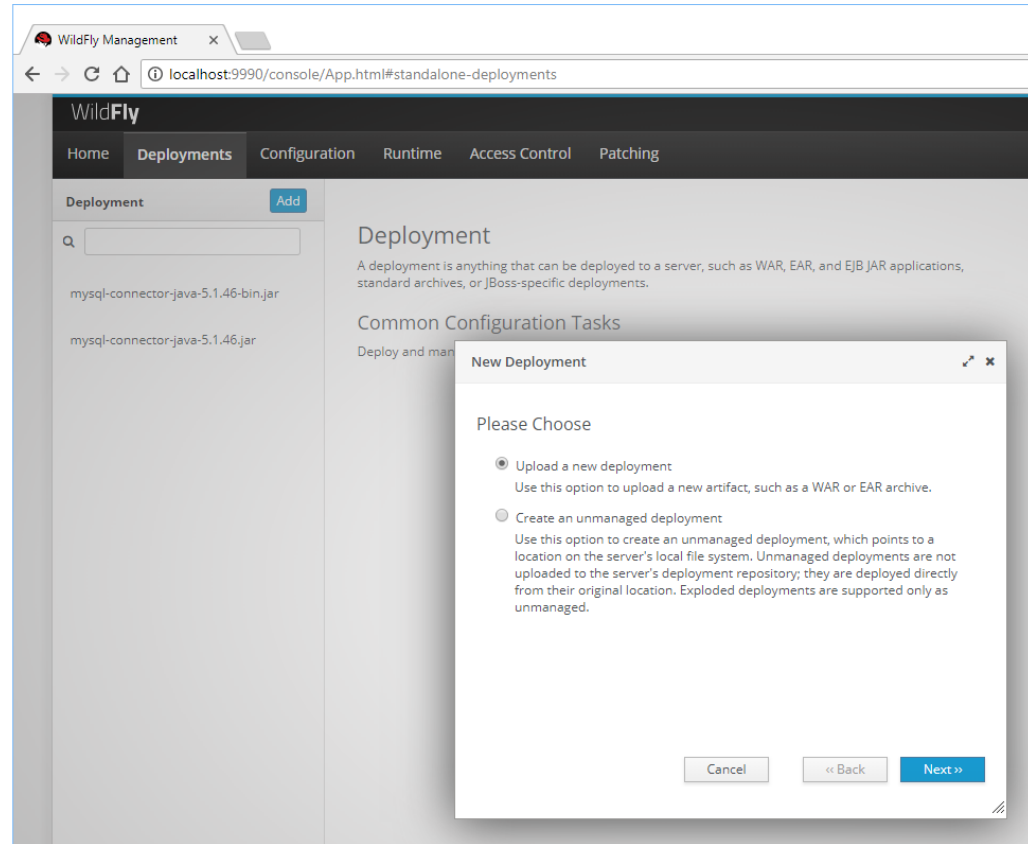 WildFly Management
localhost:9990/console/App.html#standalone-deployments
WildFly
Home Deployments Configuration Runtime Access Control Patching
Deployment Add
mysql-connector-java-5.1.46-bin.jar
mysql-connector-java-5.1.46.jar
Deployment
A deployment is anything that can be deployed to a server, such as WAR, EAR, and EJB JAR applications,
standard archives, or JBoss-specific deployments.
Common Configuration Tasks
Deploy and man
New Deployment
Please Choose
Upload a new deployment
Use this option to upload a new artifact, such as a WAR or EAR archive.
Create an unmanaged deployment
Use this option to create an unmanaged deployment, which points to a
location on the server's local file system. Unmanaged deployments are not
uploaded to the server's deployment repository; they are deployed directly
from their original location. Exploded deployments are supported only as
unmanaged.
Cancel ‹‹ Back Next ››